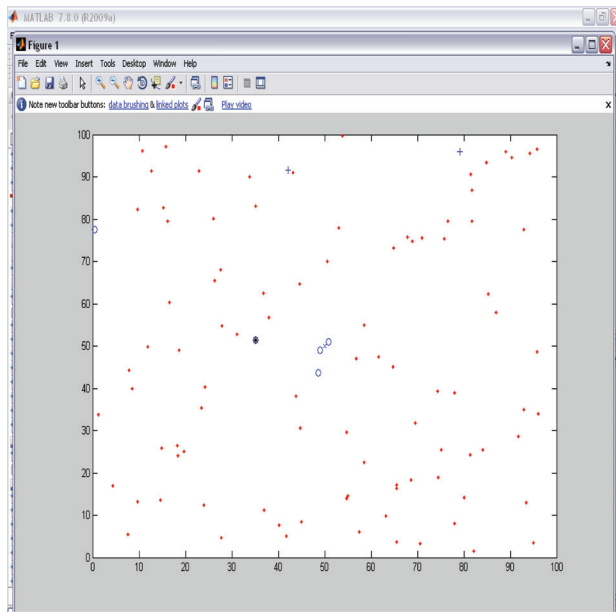 MATLAB 7.8.0 (R2009a)
Figure 1
File Edit View Insert Tools Desktop Window Help
Note new toolbar buttons: data brushing & linked plots Play video
100
90
80
70
60
50
40
30
20
10
0
0 10 20 30 40 50 60 70 80 90 100